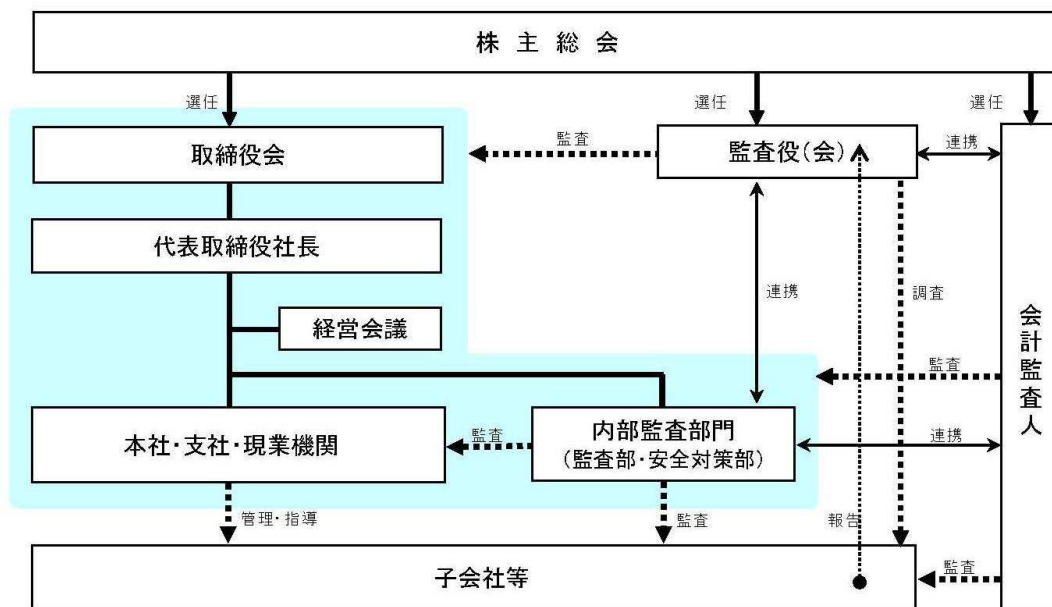 株主総会
選任
選任
選任
取締役会
監査
監査役(会)
連携
代表取締役社長
経営会議
連携
調査
会計監査人
監査
本社・支社・現業機関
監査
内部監査部門
(監査部・安全対策部)
連携
管理・指導
監査
報告
子会社等
監査